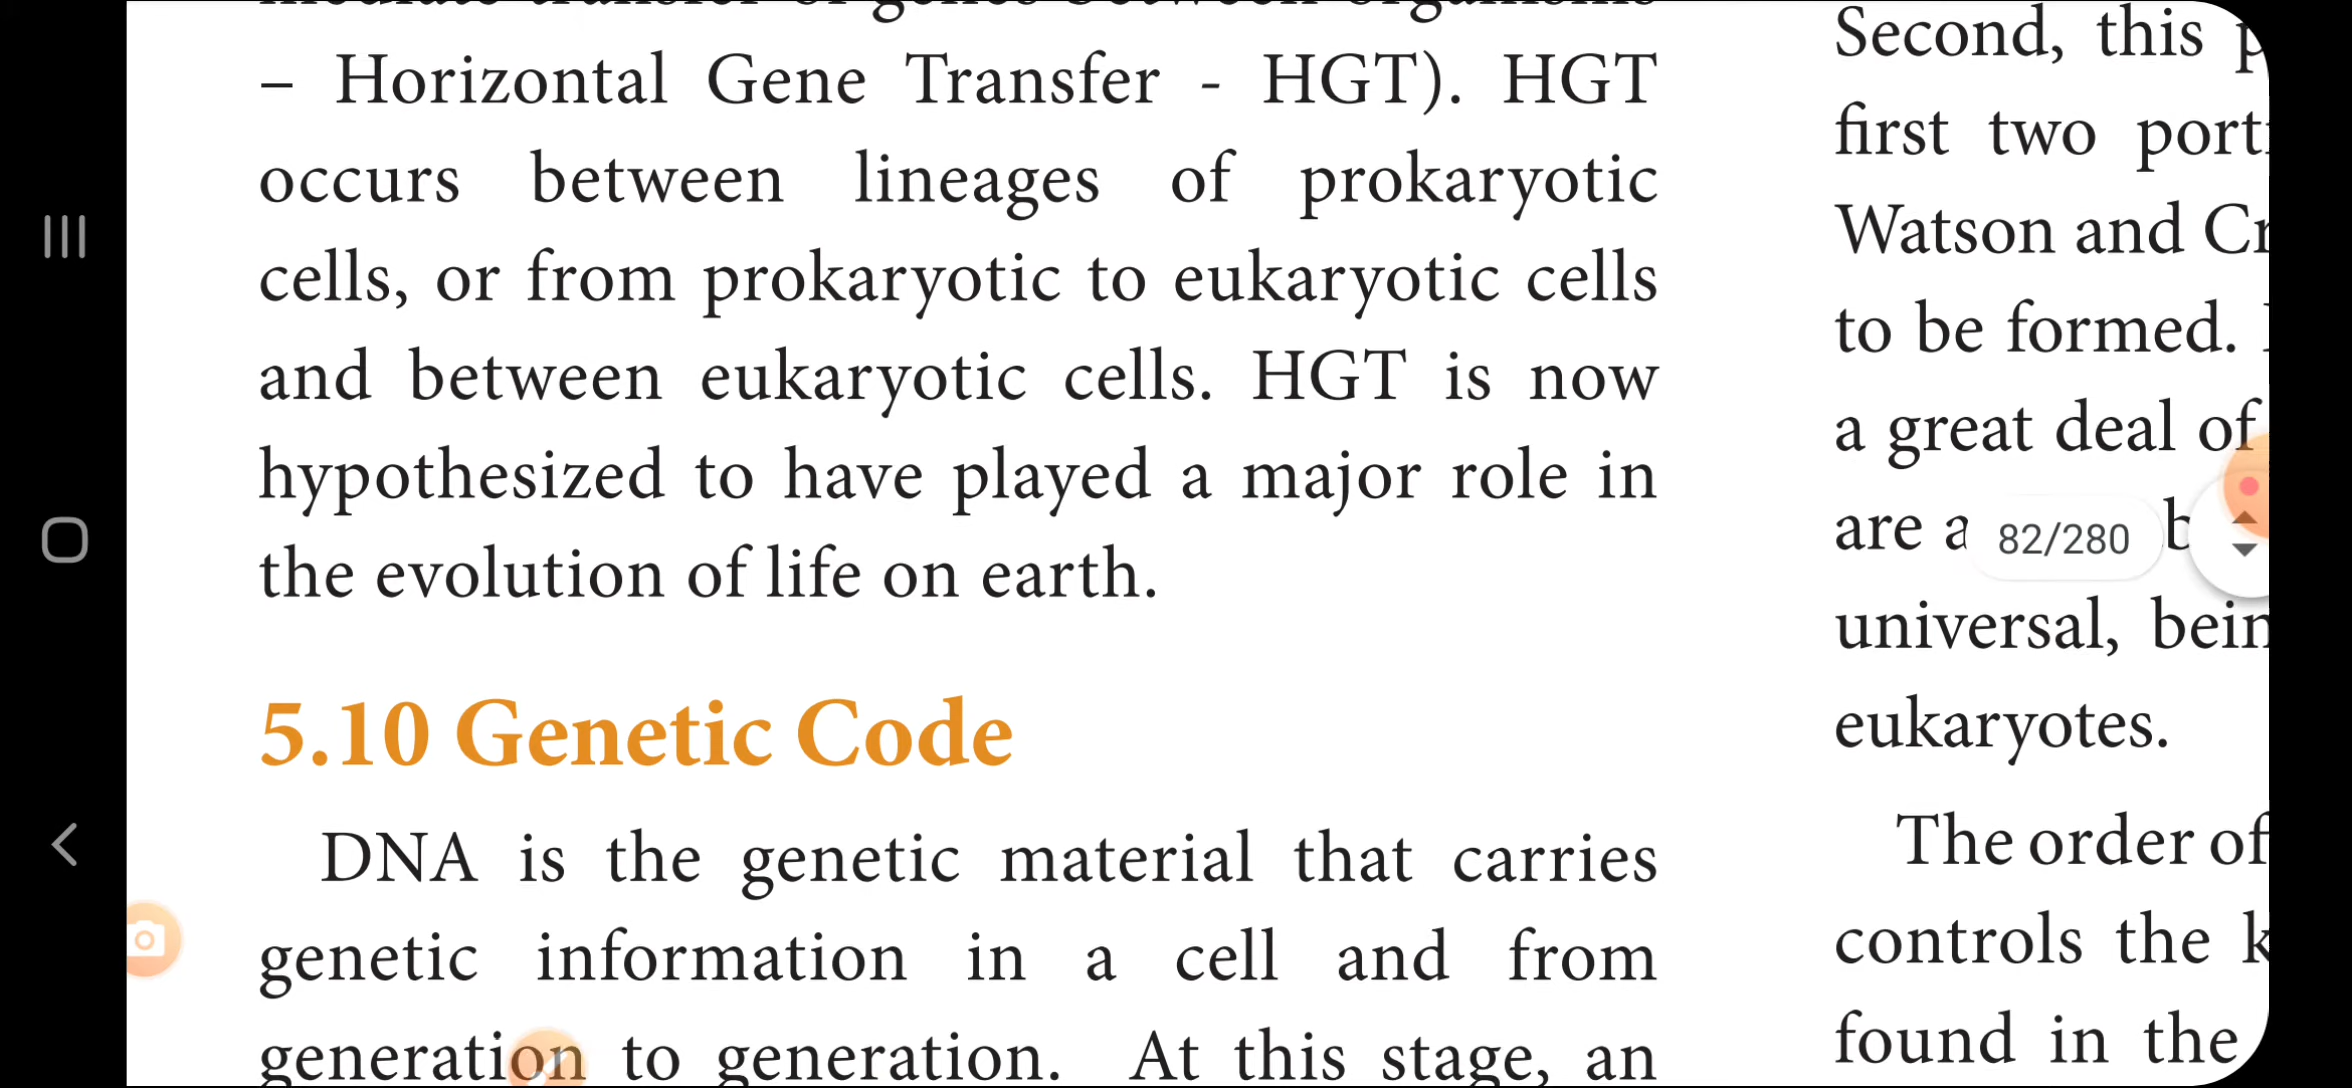 – Horizontal Gene Transfer - HGT). HGT
occurs between lineages of prokaryotic
cells, or from prokaryotic to eukaryotic cells
and between eukaryotic cells. HGT is now
hypothesized to have played a major role in
the evolution of life on earth.
5.10 Genetic Code
DNA is the genetic material that carries
genetic information in a cell and from
generation to generation. At this stage, an
Second, this
first two
Watson and
to be formed.
a great deal of
are
82/280
universal,
eukaryotes.
The order of
controls the
found in the